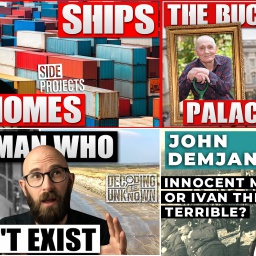 SHIPS
SIDE
PROJECTS
HOMES
THE BUC
PALAC
MAN WHO
DECODING
THE
UNKNOWN
'T EXIST
JOHN
DEMJAN
INNOCENT M
OR IVAN THE
TERRIBLE?